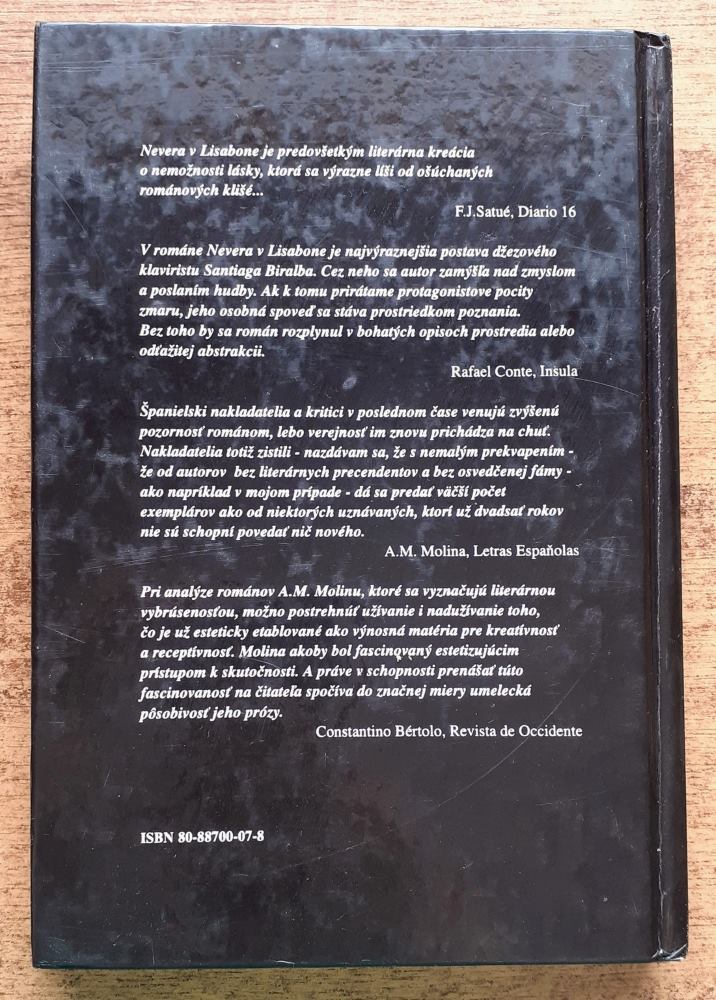 Nevera v Lisabone je predovšetkým literárna kreácia
o nemožnosti lásky, ktorá sa výrazne líši od ošúchaných
románových klišé...
F.J.Satué, Diario 16
V románe Nevera v Lisabone je najvýraznejšia postava džezového
klaviristu Santiaga Biralba. Cez neho sa autor zamýšľa nad zmyslom
a poslaním hudby. Ak k tomu prirátame protagonistove pocity
zmaru, jeho osobná spoveď sa stáva prostriedkom poznania.
Bez toho by sa román rozplynul v bohatých opisoch prostredia alebo
odťažitej abstrakcii.
Rafael Conte, Insula
Španielski nakladatelia a kritici v poslednom čase venujú zvýšenú
pozornosť románom, lebo verejnosť im znovu prichádza na chuť.
Nakladatelia totiž zistili - nazdávam sa, že s nemalým prekvapením -
že od autorov bez literárnych precendentov a bez osvedčenej fámy -
ako napríklad v mojom prípade - dá sa predať väčší počet
exemplárov ako od niektorých uznávaných, ktorí už dvadsať rokov
nie sú schopní povedať nič nového.
A.M. Molina, Letras Espaňolas
Pri analýze románov A.M. Molinu, ktoré sa vyznačujú literárnou
vybrúsenosťou, možno postrehnúť užívanie i nadužívanie toho,
čo je už esteticky etablované ako výnosná matéria pre kreatívnosť
a receptívnosť. Molina akoby bol fascinovaný estetizujúcim
prístupom k skutočnosti. A práve v schopnosti prenášať túto
fascinovanosť na čitateľa spočíva do značnej miery umelecká
pôsobivosť jeho prózy.
Constantino Bértolo, Revista de Occidente
ISBN 80-88700-07-8